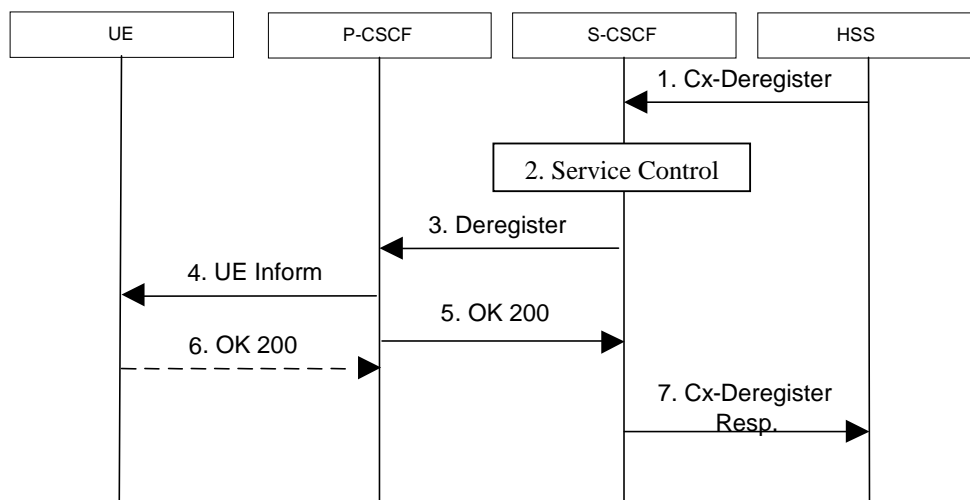 UE
P-CSCF
S-CSCF
HSS
1. Cx-Deregister
2. Service Control
3. Deregister
4. UE Inform
5. OK 200
6. OK 200
7. Cx-Deregister
Resp.